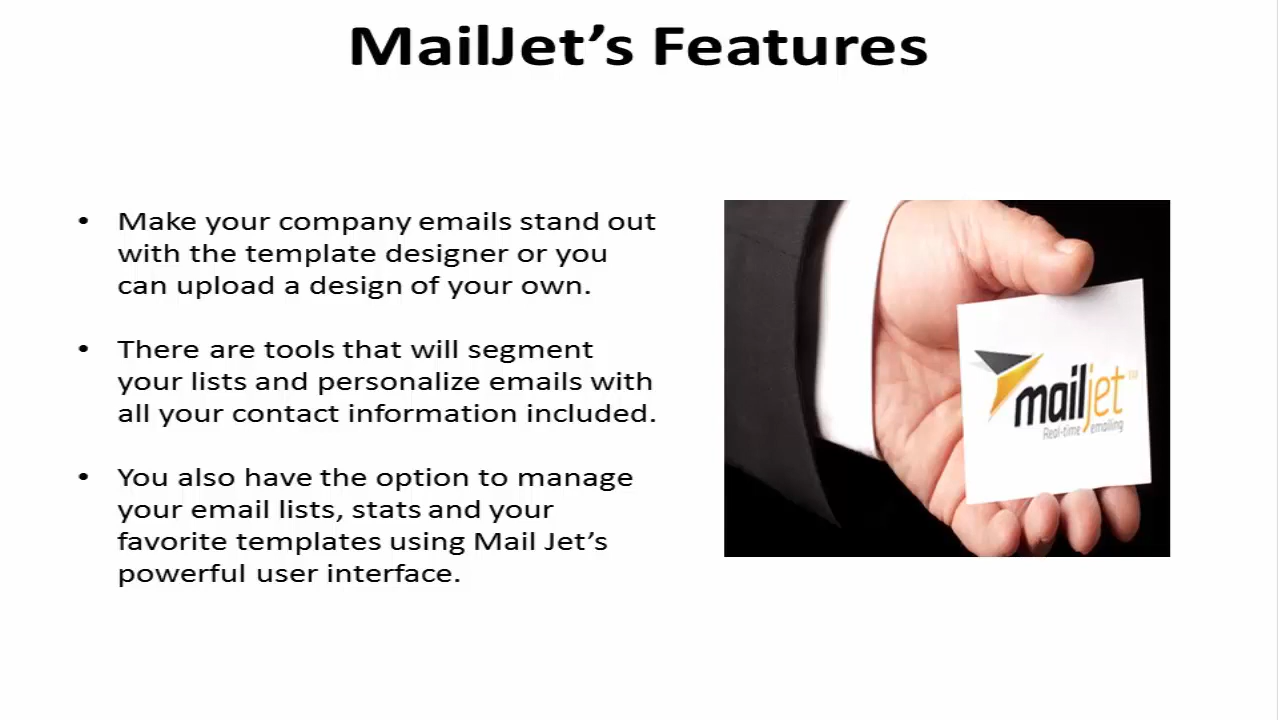 MailJet’s Features
• Make your company emails stand out
with the template designer or you
can upload a design of your own.
• There are tools that will segment
your lists and personalize emails with
all your contact information included.
• You also have the option to manage
your email lists, stats and your
favorite templates using Mail Jet’s
powerful user interface.
mailjet
Real-time emailing